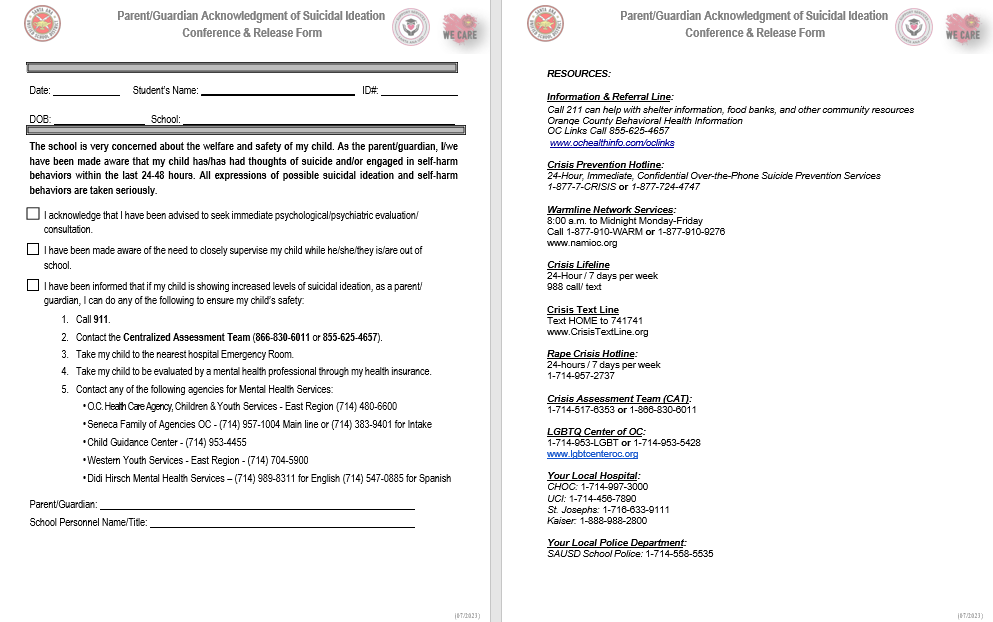 Parent/Guardian Acknowledgment of Suicidal Ideation
Conference & Release Form
WE CARE
Date: Student's Name: ID#:
DOB: School:
The school is very concerned about the welfare and safety of my child. As the parent/guardian, I/we
have been made aware that my child has/has had thoughts of suicide and/or engaged in self-harm
behaviors within the last 24-48 hours. All expressions of possible suicidal ideation and self-harm
behaviors are taken seriously.
I acknowledge that I have been advised to seek immediate psychological/psychiatric evaluation/
consultation.
I have been made aware of the need to closely supervise my child while he/she/they is/are out of
school.
I have been informed that if my child is showing increased levels of suicidal ideation, as a parent/
guardian, I can do any of the following to ensure my child's safety:
1. Call 911.
2. Contact the Centralized Assessment Team (866-830-6011 or 855-625-4657).
3. Take my child to the nearest hospital Emergency Room.
4. Take my child to be evaluated by a mental health professional through my health insurance.
5. Contact any of the following agencies for Mental Health Services:
• O.C. Health Care Agency, Children & Youth Services - East Region (714) 480-6600
• Seneca Family of Agencies OC - (714) 957-1004 Main line or (714) 383-9401 for Intake
• Child Guidance Center - (714) 953-4455
• Western Youth Services - East Region - (714) 704-5900
• Didi Hirsch Mental Health Services – (714) 989-8311 for English (714) 547-0885 for Spanish
Parent/Guardian:
School Personnel Name/Title:
(07/2023)
Parent/Guardian Acknowledgment of Suicidal Ideation
Conference & Release Form
WE CARE
RESOURCES:
Information & Referral Line:
Call 211 can help with shelter information, food banks, and other community resources
Orange County Behavioral Health Information
OC Links Call 855-625-4657
www.ochealthinfo.com/oclinks
Crisis Prevention Hotline:
24-Hour, Immediate, Confidential Over-the-Phone Suicide Prevention Services
1-877-7-CRISIS or 1-877-724-4747
Warmline Network Services:
8:00 a.m. to Midnight Monday-Friday
Call 1-877-910-WARM or 1-877-910-9276
www.namioc.org
Crisis Lifeline
24-Hour / 7 days per week
988 call/ text
Crisis Text Line
Text HOME to 741741
www.CrisisTextLine.org
Rape Crisis Hotline:
24-hours / 7 days per week
1-714-957-2737
Crisis Assessment Team (CAT):
1-714-517-6353 or 1-866-830-6011
LGBTQ Center of OC:
1-714-953-LGBT or 1-714-953-5428
www.lgbtcenteroc.org
Your Local Hospital:
CHOC: 1-714-997-3000
UCI: 1-714-456-7890
St. Josephs: 1-716-633-9111
Kaiser: 1-888-988-2800
Your Local Police Department:
SAUSD School Police: 1-714-558-5535
(07/2023)